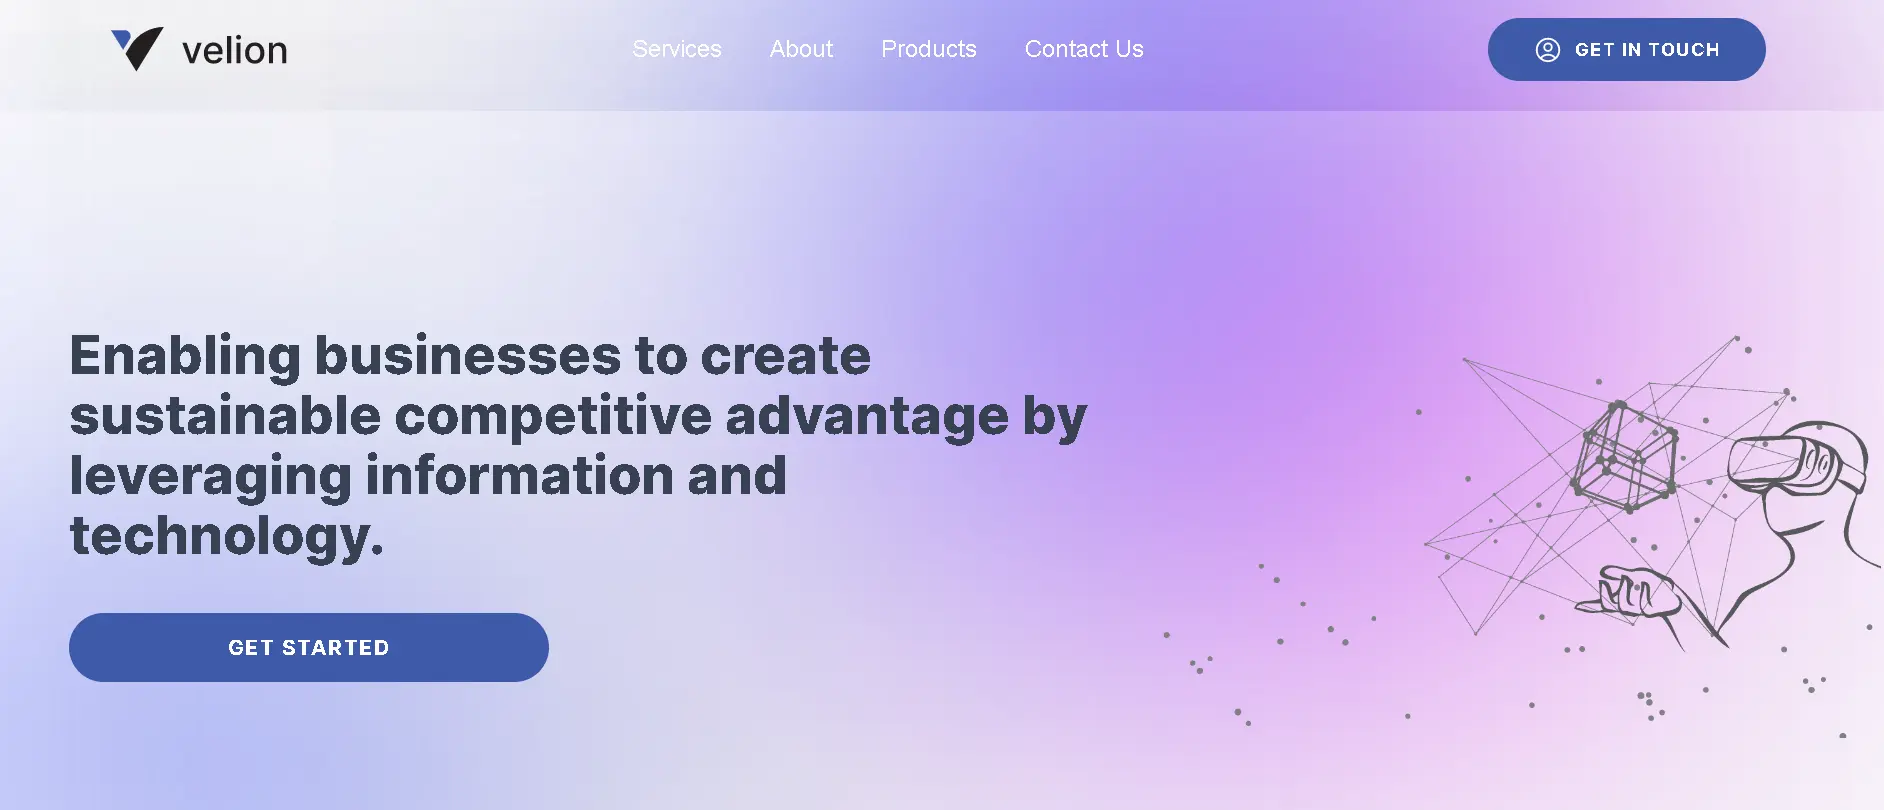 velion
Services About Products Contact Us
GET IN TOUCH
Enabling businesses to create
sustainable competitive advantage by
leveraging information and
technology.
GET STARTED